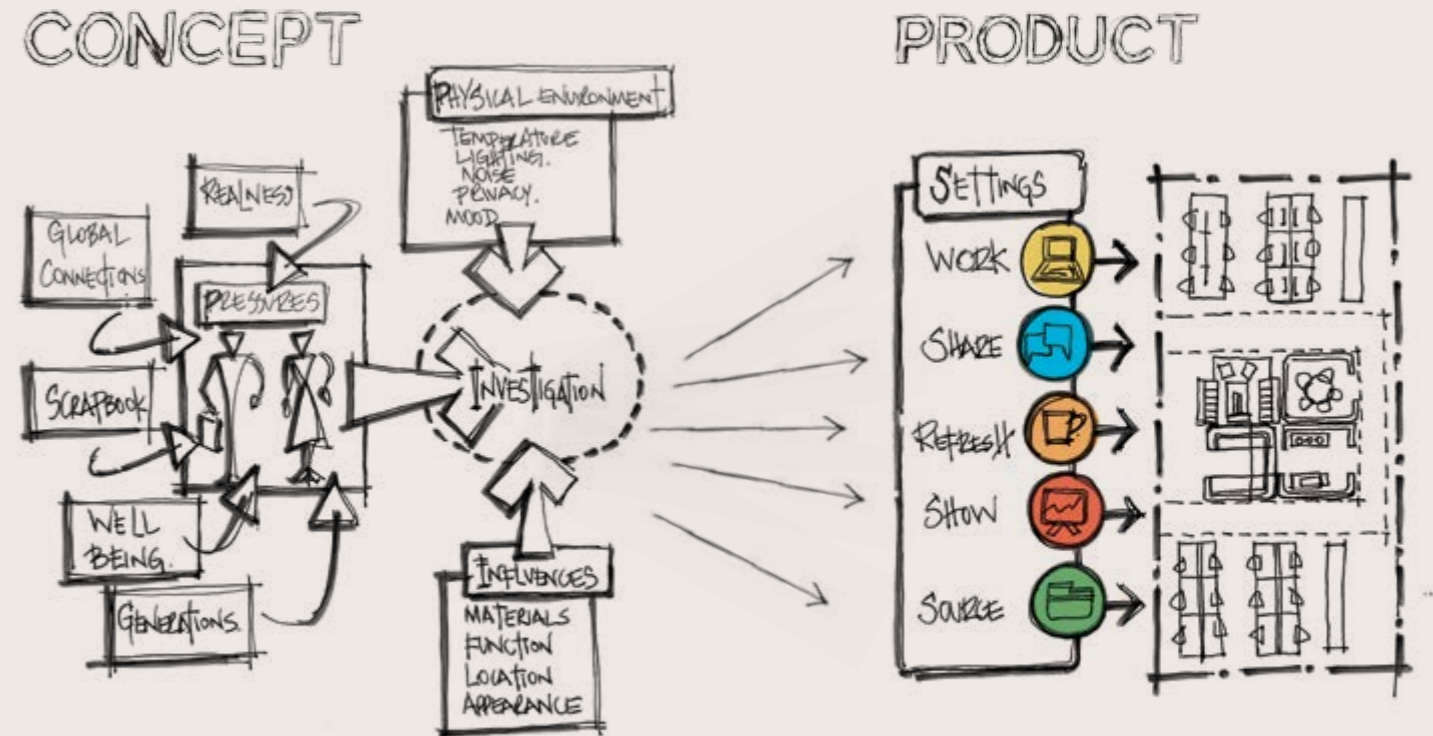 CONCEPT
PRODUCT
PHYSICAL ENVIRONMENT
TEMPERATURE
LIGHTING.
NOISE
PRIVACY.
MOOD
REALNESS
GLOBAL
CONNECTIONS
PRESSURES
SCRAPBOOK
WELL
BEING.
GENERATIONS.
INVESTIGATION
INFLUENCES
MATERIALS
FUNCTION
LOCATION
APPEARANCE
SETTINGS
WORK
SHARE
REFRESH
SHOW
SOURCE